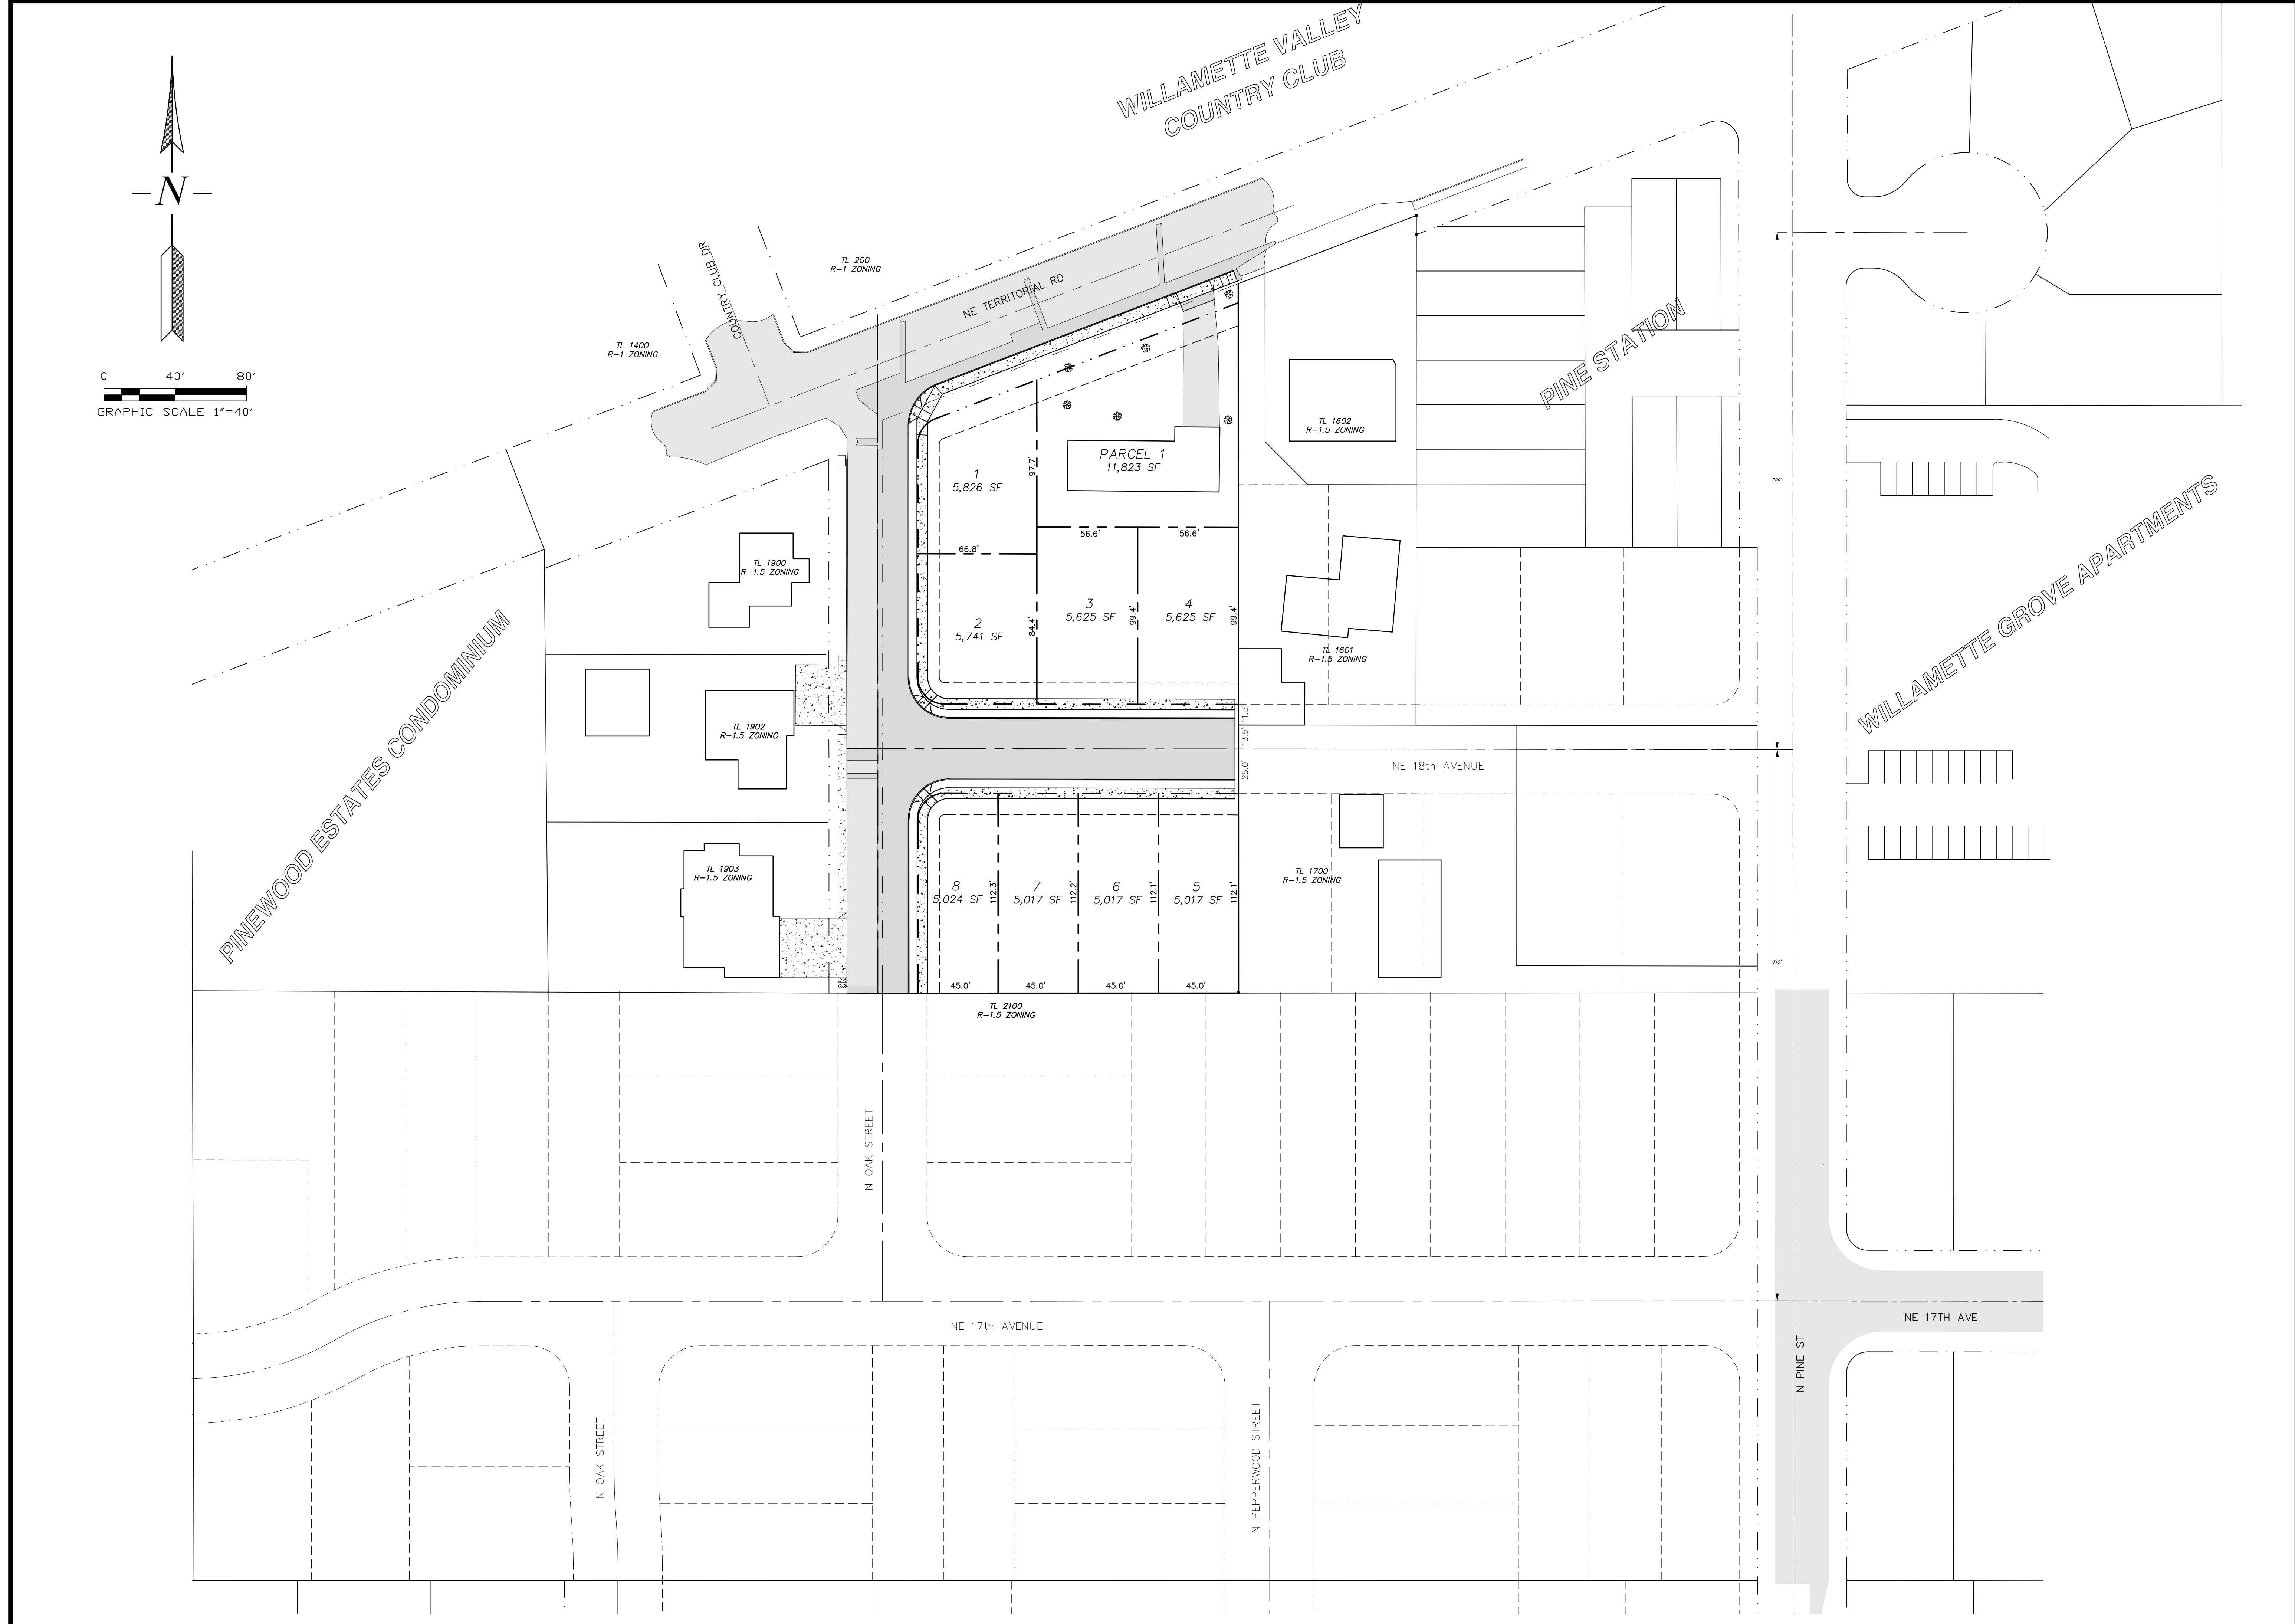 WILLAMETTE VALLEY
COUNTRY CLUB
N
0 40' 80'
GRAPHIC SCALE 1"=40'
COUNTRY CLUB DR
TL 200
R-1 ZONING
NE TERRITORIAL RD
TL 1400
R-1 ZONING
PINE STATION
TL 1602
R-1.5 ZONING
PARCEL 1
11,823 SF
1
5,826 SF
97.7'
290'
WILLAMETTE GROVE APARTMENTS
56.6'
56.6'
66.8'
TL 1900
R-1.5 ZONING
2
5,741 SF
84.4'
3
5,625 SF
99.4'
4
5,625 SF
99.4'
TL 1601
R-1.5 ZONING
PINEWOOD ESTATES CONDOMINIUM
TL 1902
R-1.5 ZONING
11.5'
13.5'
25.0'
NE 18th AVENUE
TL 1903
R-1.5 ZONING
8
5,024 SF
112.3'
7
5,017 SF
112.2'
6
5,017 SF
112.1'
5
5,017 SF
112.1'
TL 1700
R-1.5 ZONING
310'
45.0'
45.0'
45.0'
45.0'
TL 2100
R-1.5 ZONING
N OAK STREET
NE 17th AVENUE
NE 17TH AVE
N PINE ST
N OAK STREET
N PEPPERWOOD STREET